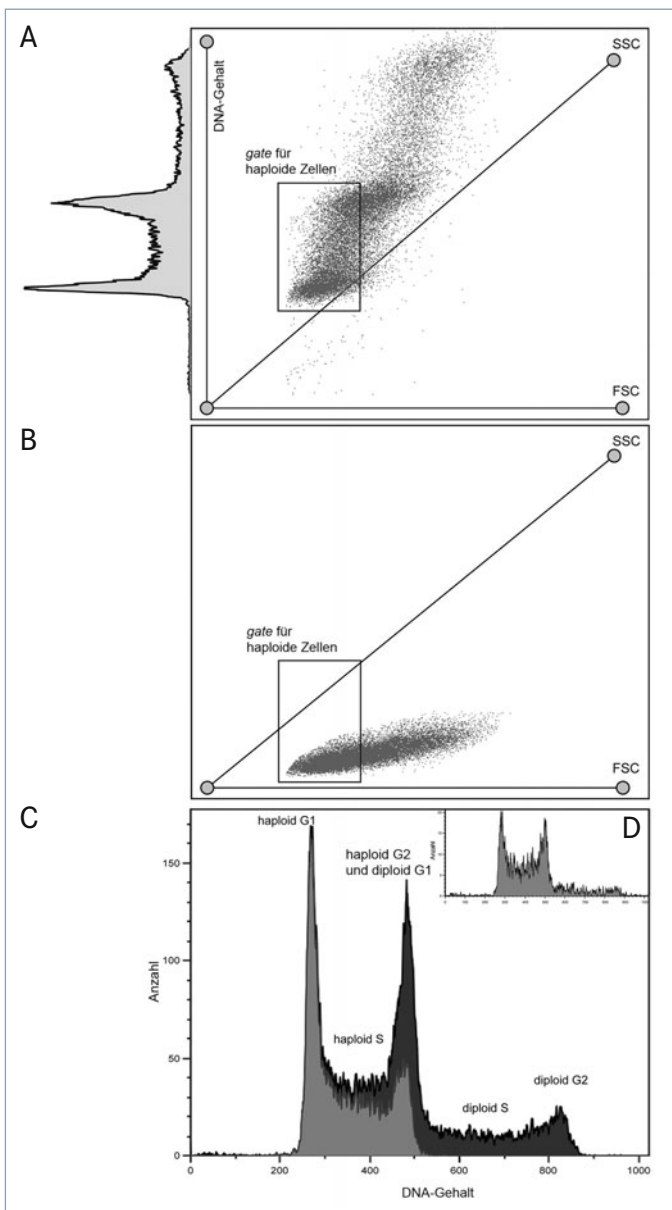 A
DNA-Gehalt
SSC
gate für
haploide Zellen
FSC
B
SSC
gate für
haploide Zellen
FSC
C
haploid G1
haploid G2
und diploid G1
haploid S
diploid S
diploid G2
Anzahl
150
100
50
0
0 200 400 600 800 1000
DNA-Gehalt
D
Anzahl